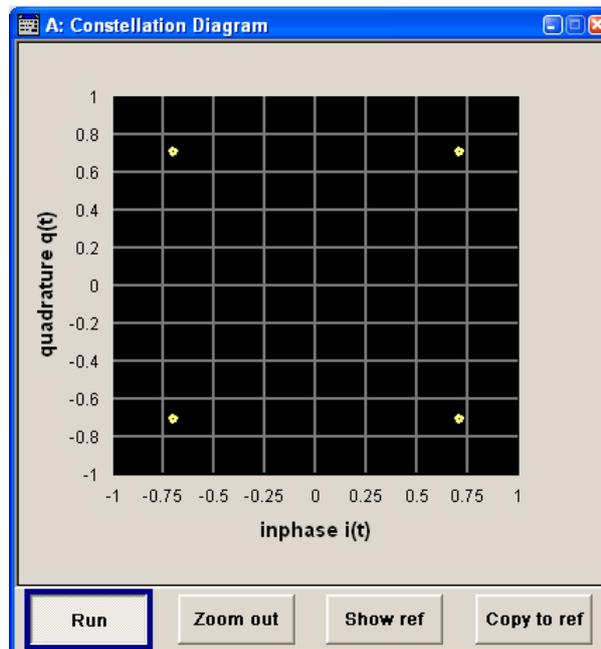 A: Constellation Diagram
1
0.8
0.6
0.4
0.2
0
-0.2
-0.4
-0.6
-0.8
-1
quadrature q(t)
-1 -0.75 -0.5 -0.25 0 0.25 0.5 0.75 1
inphase i(t)
Run Zoom out Show ref Copy to ref